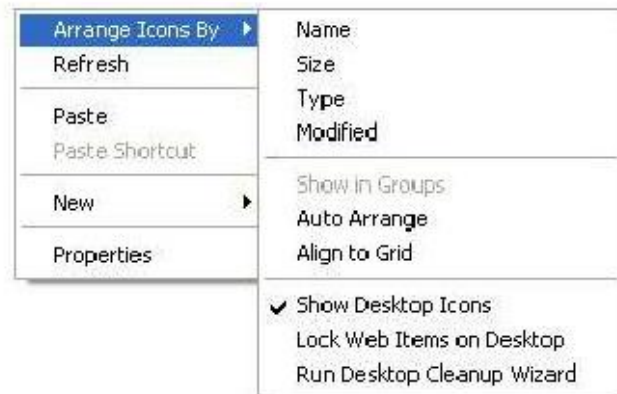 Arrange Icons By
Refresh
Paste
Paste Shortcut
New
Properties
Name
Size
Type
Modified
Show in Groups
Auto Arrange
Align to Grid
Show Desktop Icons
Lock Web Items on Desktop
Run Desktop Cleanup Wizard